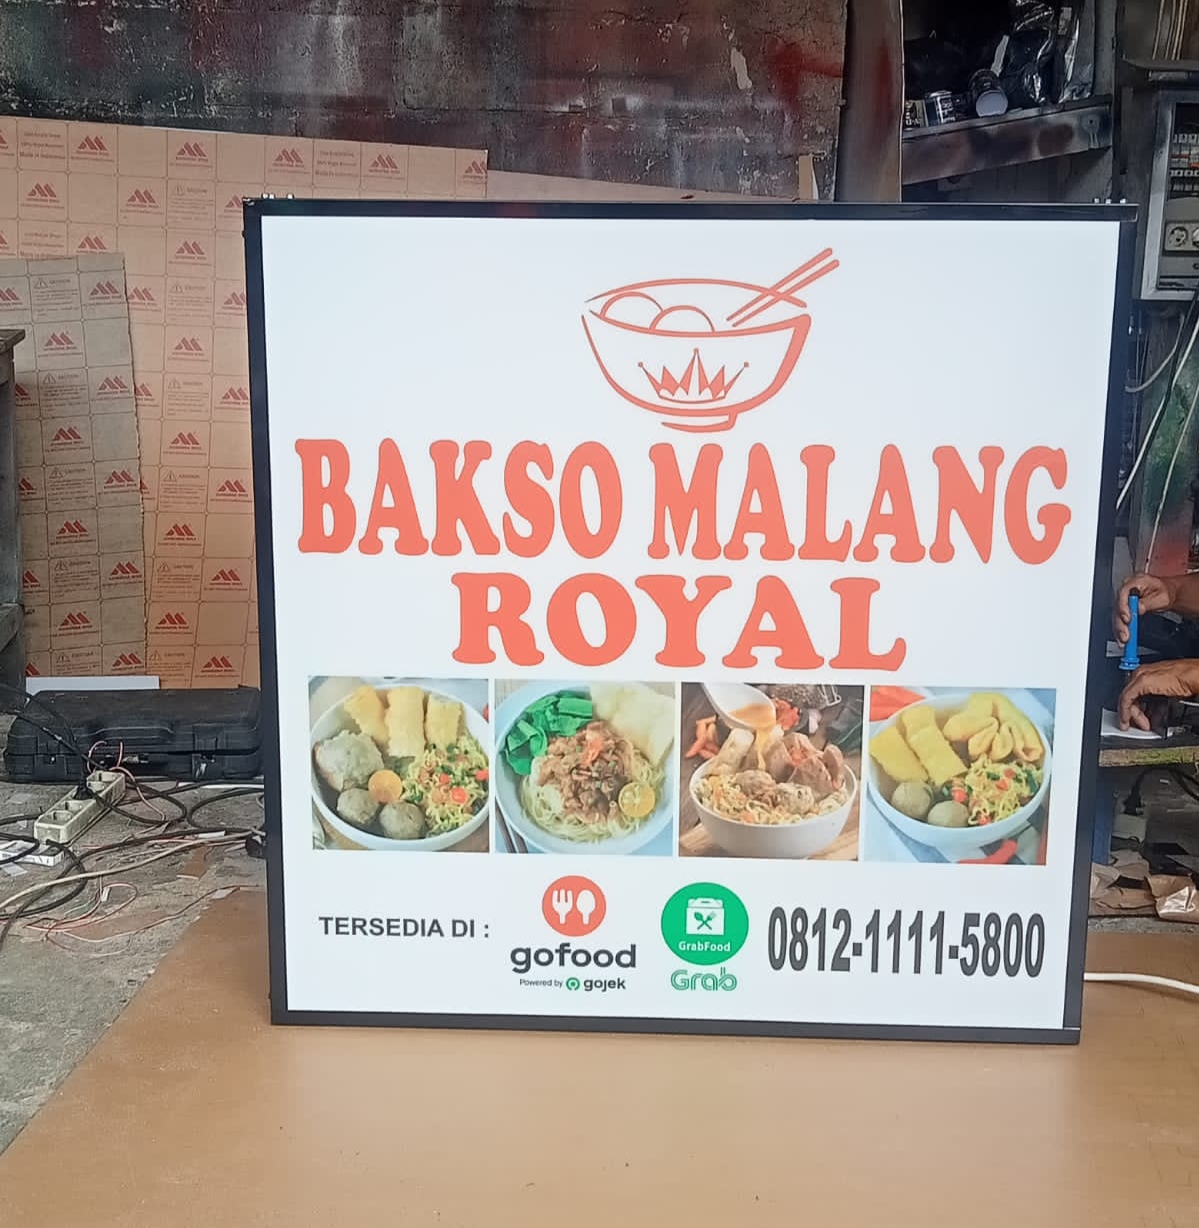 BAKSO MALANG
ROYAL
TERSEDIA DI :
gofood
Powered by gojek
GrabFood
Grab
0812-1111-5800